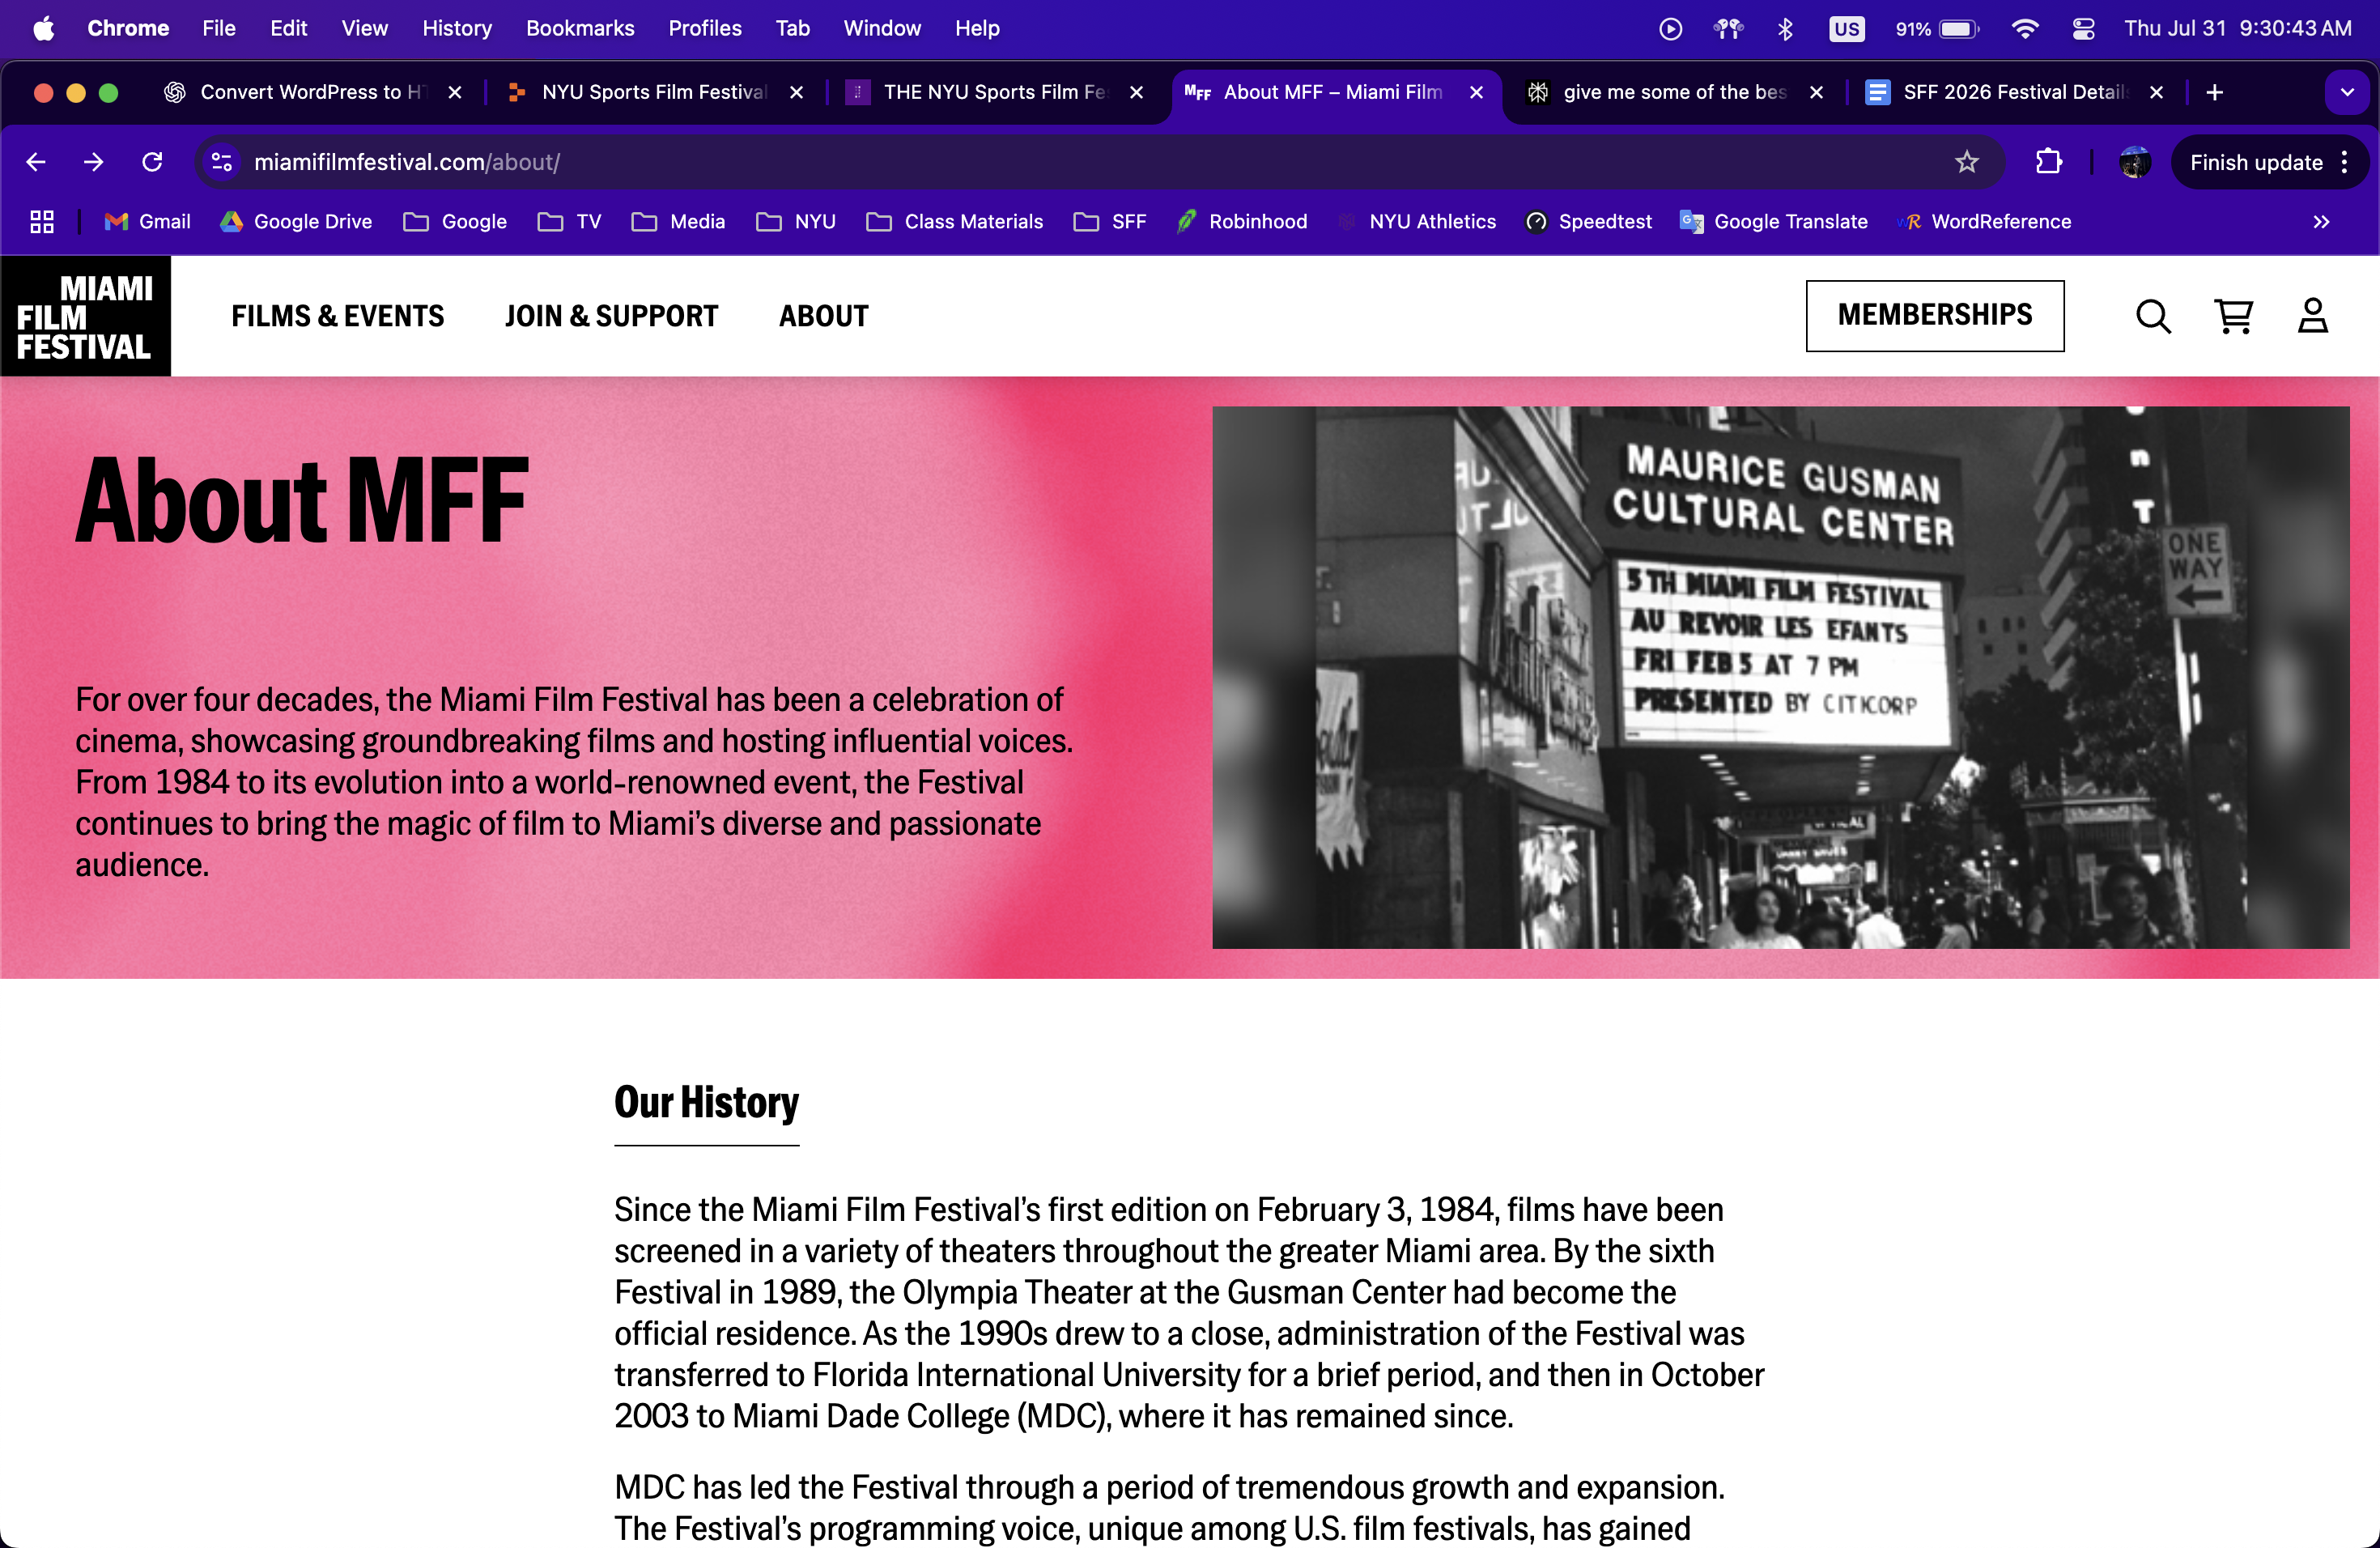 Chrome File Edit View History Bookmarks Profiles Tab Window Help US 91% Thu Jul 31 9:30:43 AM
Convert WordPress to HT NYU Sports Film Festival THE NYU Sports Film Fe MFF About MFF – Miami Film give me some of the bes SFF 2026 Festival Detail
miamifilmfestival.com/about/ Finish update
Gmail Google Drive Google TV Media NYU Class Materials SFF Robinhood NYU Athletics Speedtest Google Translate WordReference
MIAMI
FILM
FESTIVAL
FILMS & EVENTS JOIN & SUPPORT ABOUT MEMBERSHIPS
About MFF
For over four decades, the Miami Film Festival has been a celebration of
cinema, showcasing groundbreaking films and hosting influential voices.
From 1984 to its evolution into a world-renowned event, the Festival
continues to bring the magic of film to Miami’s diverse and passionate
audience.
MAURICE GUSMAN
CULTURAL CENTER
5TH MIAMI FILM FESTIVAL
AU REVOIR LES EFANTS
FRI FEB 5 AT 7 PM
PRESENTED BY CITICORP
ONE
WAY
Our History
Since the Miami Film Festival’s first edition on February 3, 1984, films have been
screened in a variety of theaters throughout the greater Miami area. By the sixth
Festival in 1989, the Olympia Theater at the Gusman Center had become the
official residence. As the 1990s drew to a close, administration of the Festival was
transferred to Florida International University for a brief period, and then in October
2003 to Miami Dade College (MDC), where it has remained since.
MDC has led the Festival through a period of tremendous growth and expansion.
The Festival’s programming voice, unique among U.S. film festivals, has gained